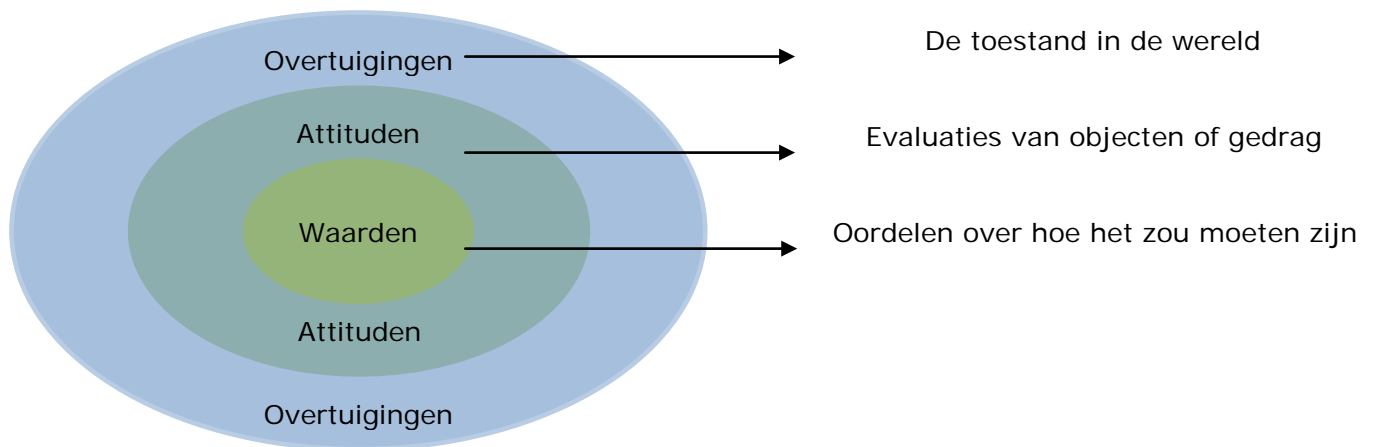 Overtuigingen
De toestand in de wereld
Attituden
Evaluaties van objecten of gedrag
Waarden
Oordelen over hoe het zou moeten zijn
Attituden
Overtuigingen